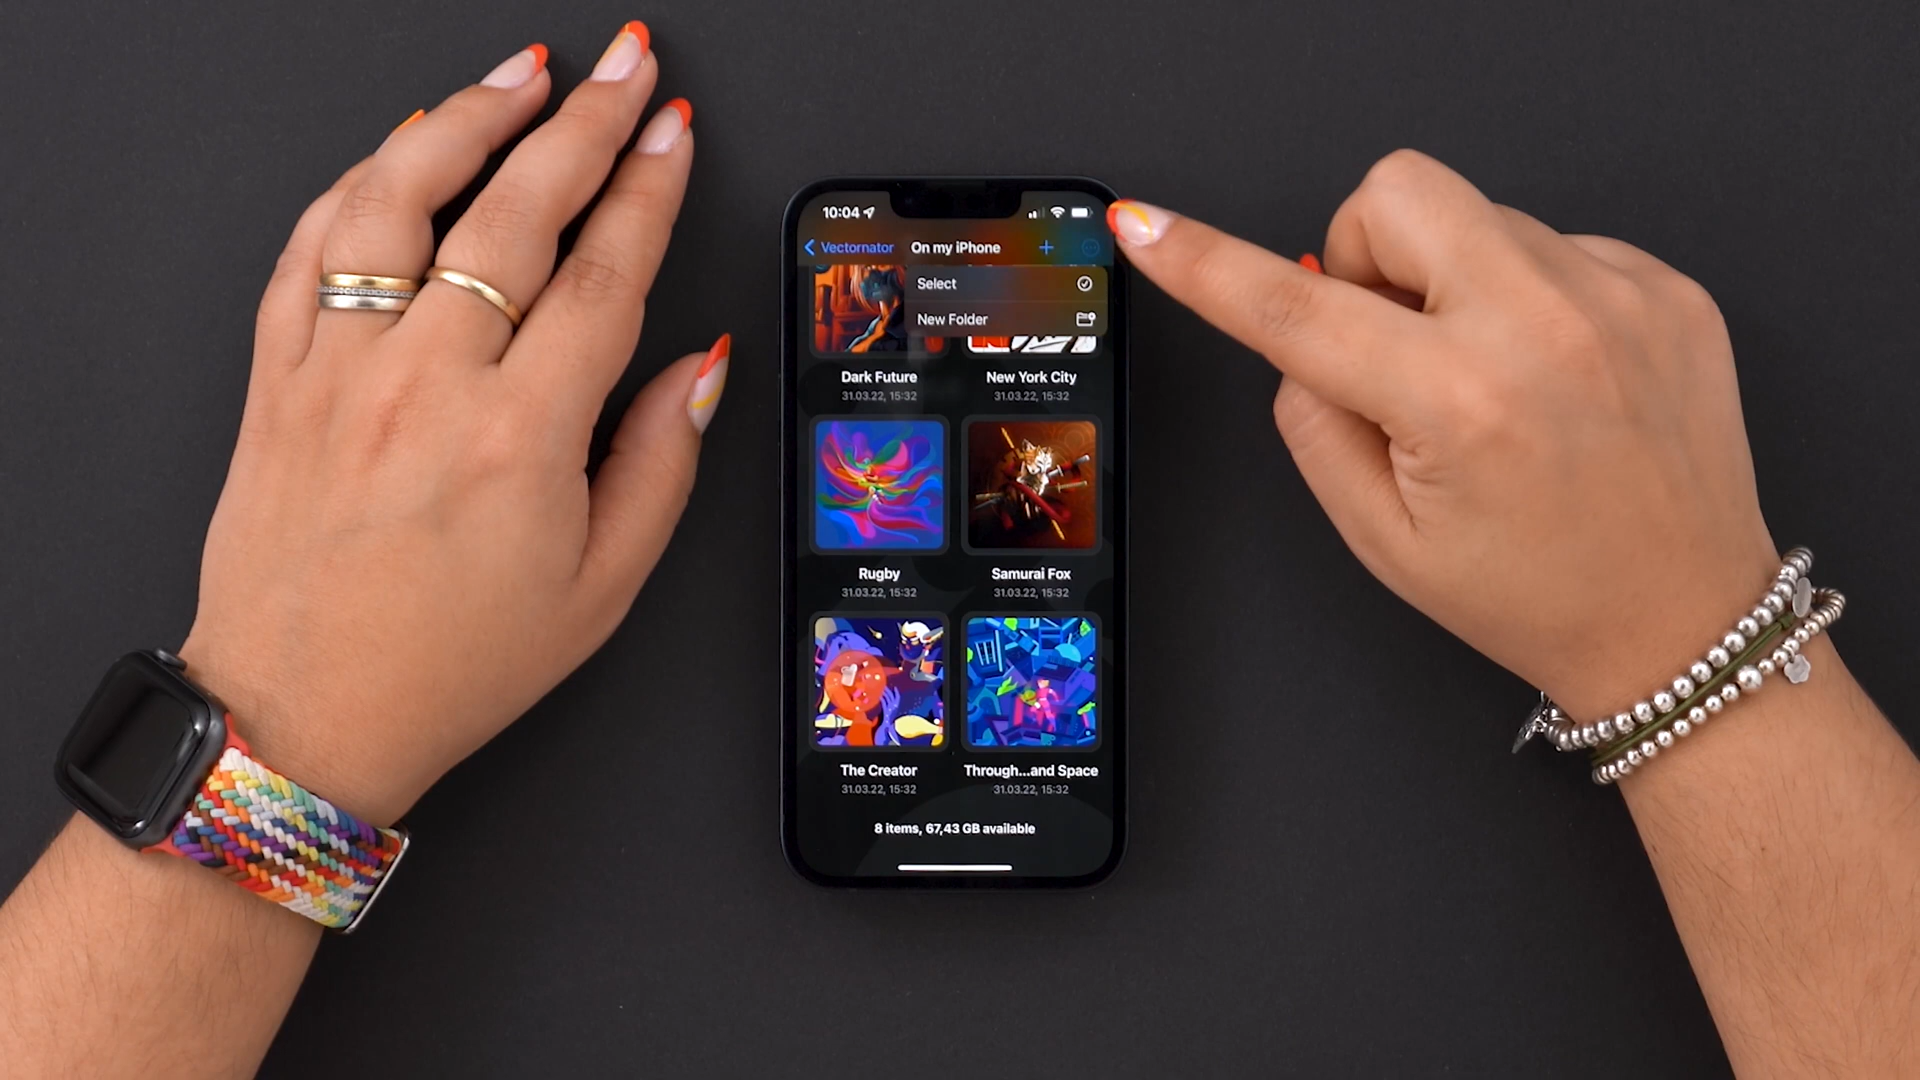 10:04
Vectornator On my iPhone
Select
New Folder
Dark Future New York City
31.03.22, 15:32 31.03.22, 15:32
Rugby Samurai Fox
31.03.22, 15:32 31.03.22, 15:32
The Creator Through...and Space
31.03.22, 15:32 31.03.22, 15:32
8 items, 67,43 GB available